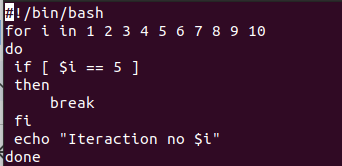 #!/bin/bash
for i in 1 2 3 4 5 6 7 8 9 10
do
 if [ $i == 5 ]
 then
     break
 fi
 echo "Iteraction no $i"
done